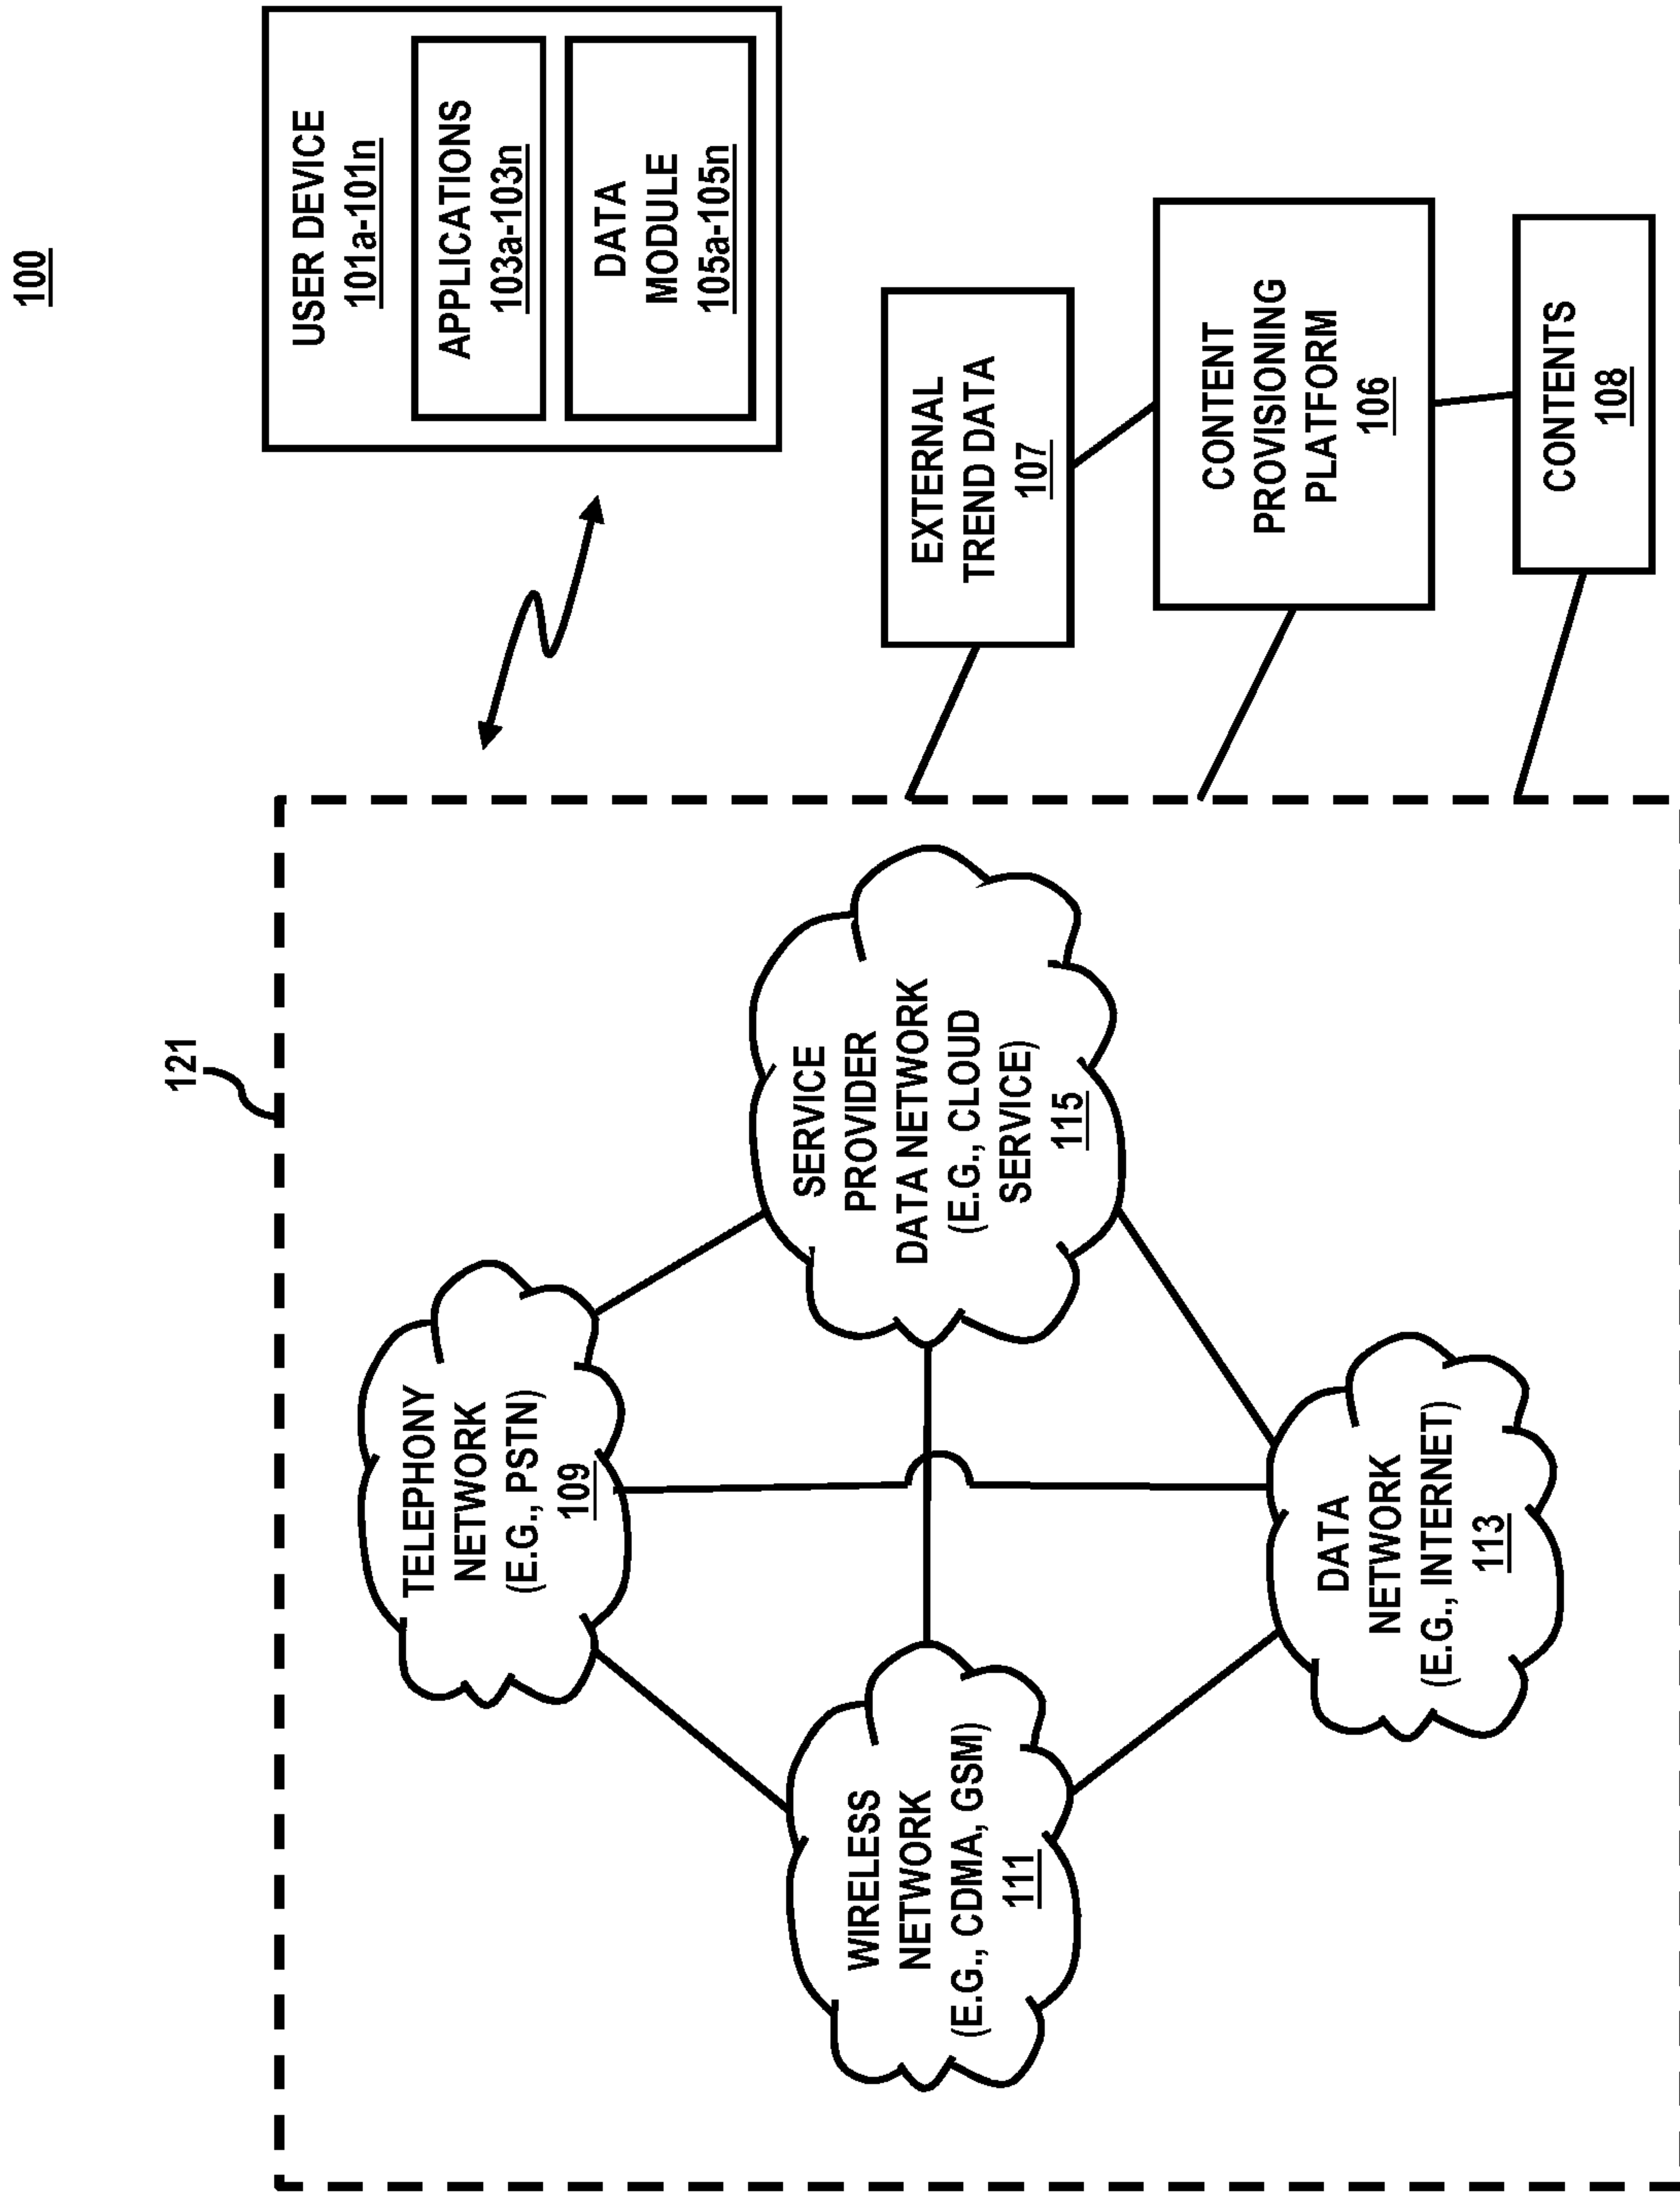 100
121
USER DEVICE
101a-101n
APPLICATIONS
103a-103n
DATA
MODULE
105a-105n
TELEPHONY
NETWORK
(E.G., PSTN)
109
SERVICE
PROVIDER
DATA NETWORK
(E.G., CLOUD
SERVICE)
115
WIRELESS
NETWORK
(E.G., CDMA, GSM)
111
DATA
NETWORK
(E.G., INTERNET)
113
EXTERNAL
TREND DATA
107
CONTENT
PROVISIONING
PLATFORM
106
CONTENTS
108